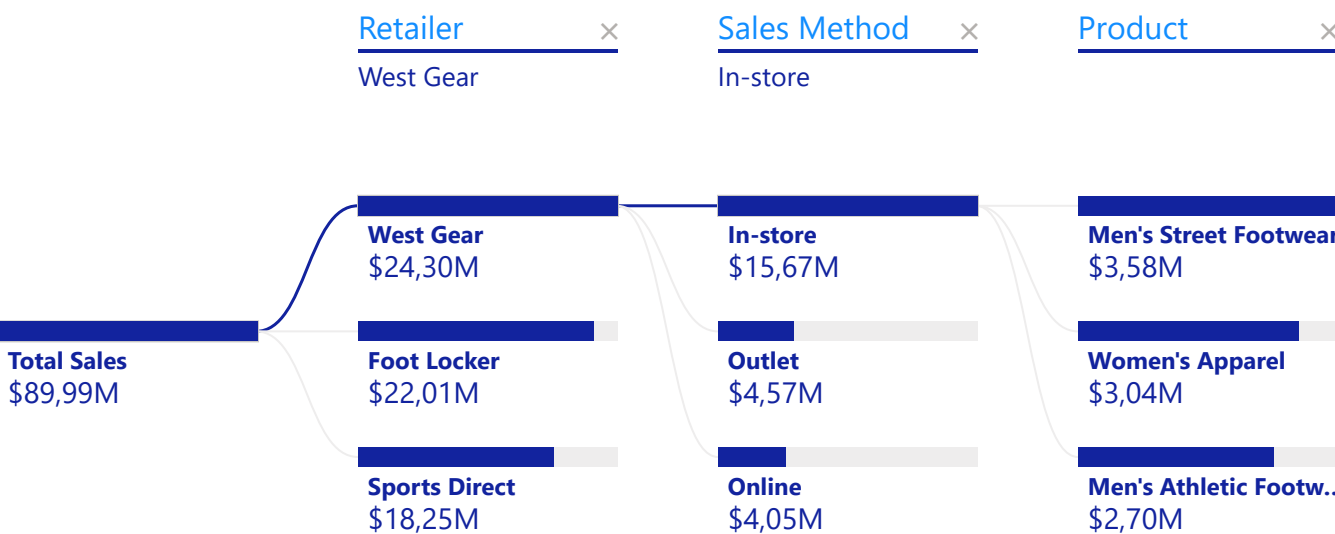 Retailer
Sales Method
Product
West Gear
In-store
West Gear
$24,30M
In-store
$15,67M
Men's Street Footwear
$3,58M
Total Sales
$89,99M
Foot Locker
$22,01M
Outlet
$4,57M
Women's Apparel
$3,04M
Sports Direct
$18,25M
Online
$4,05M
Men's Athletic Footw...
$2,70M